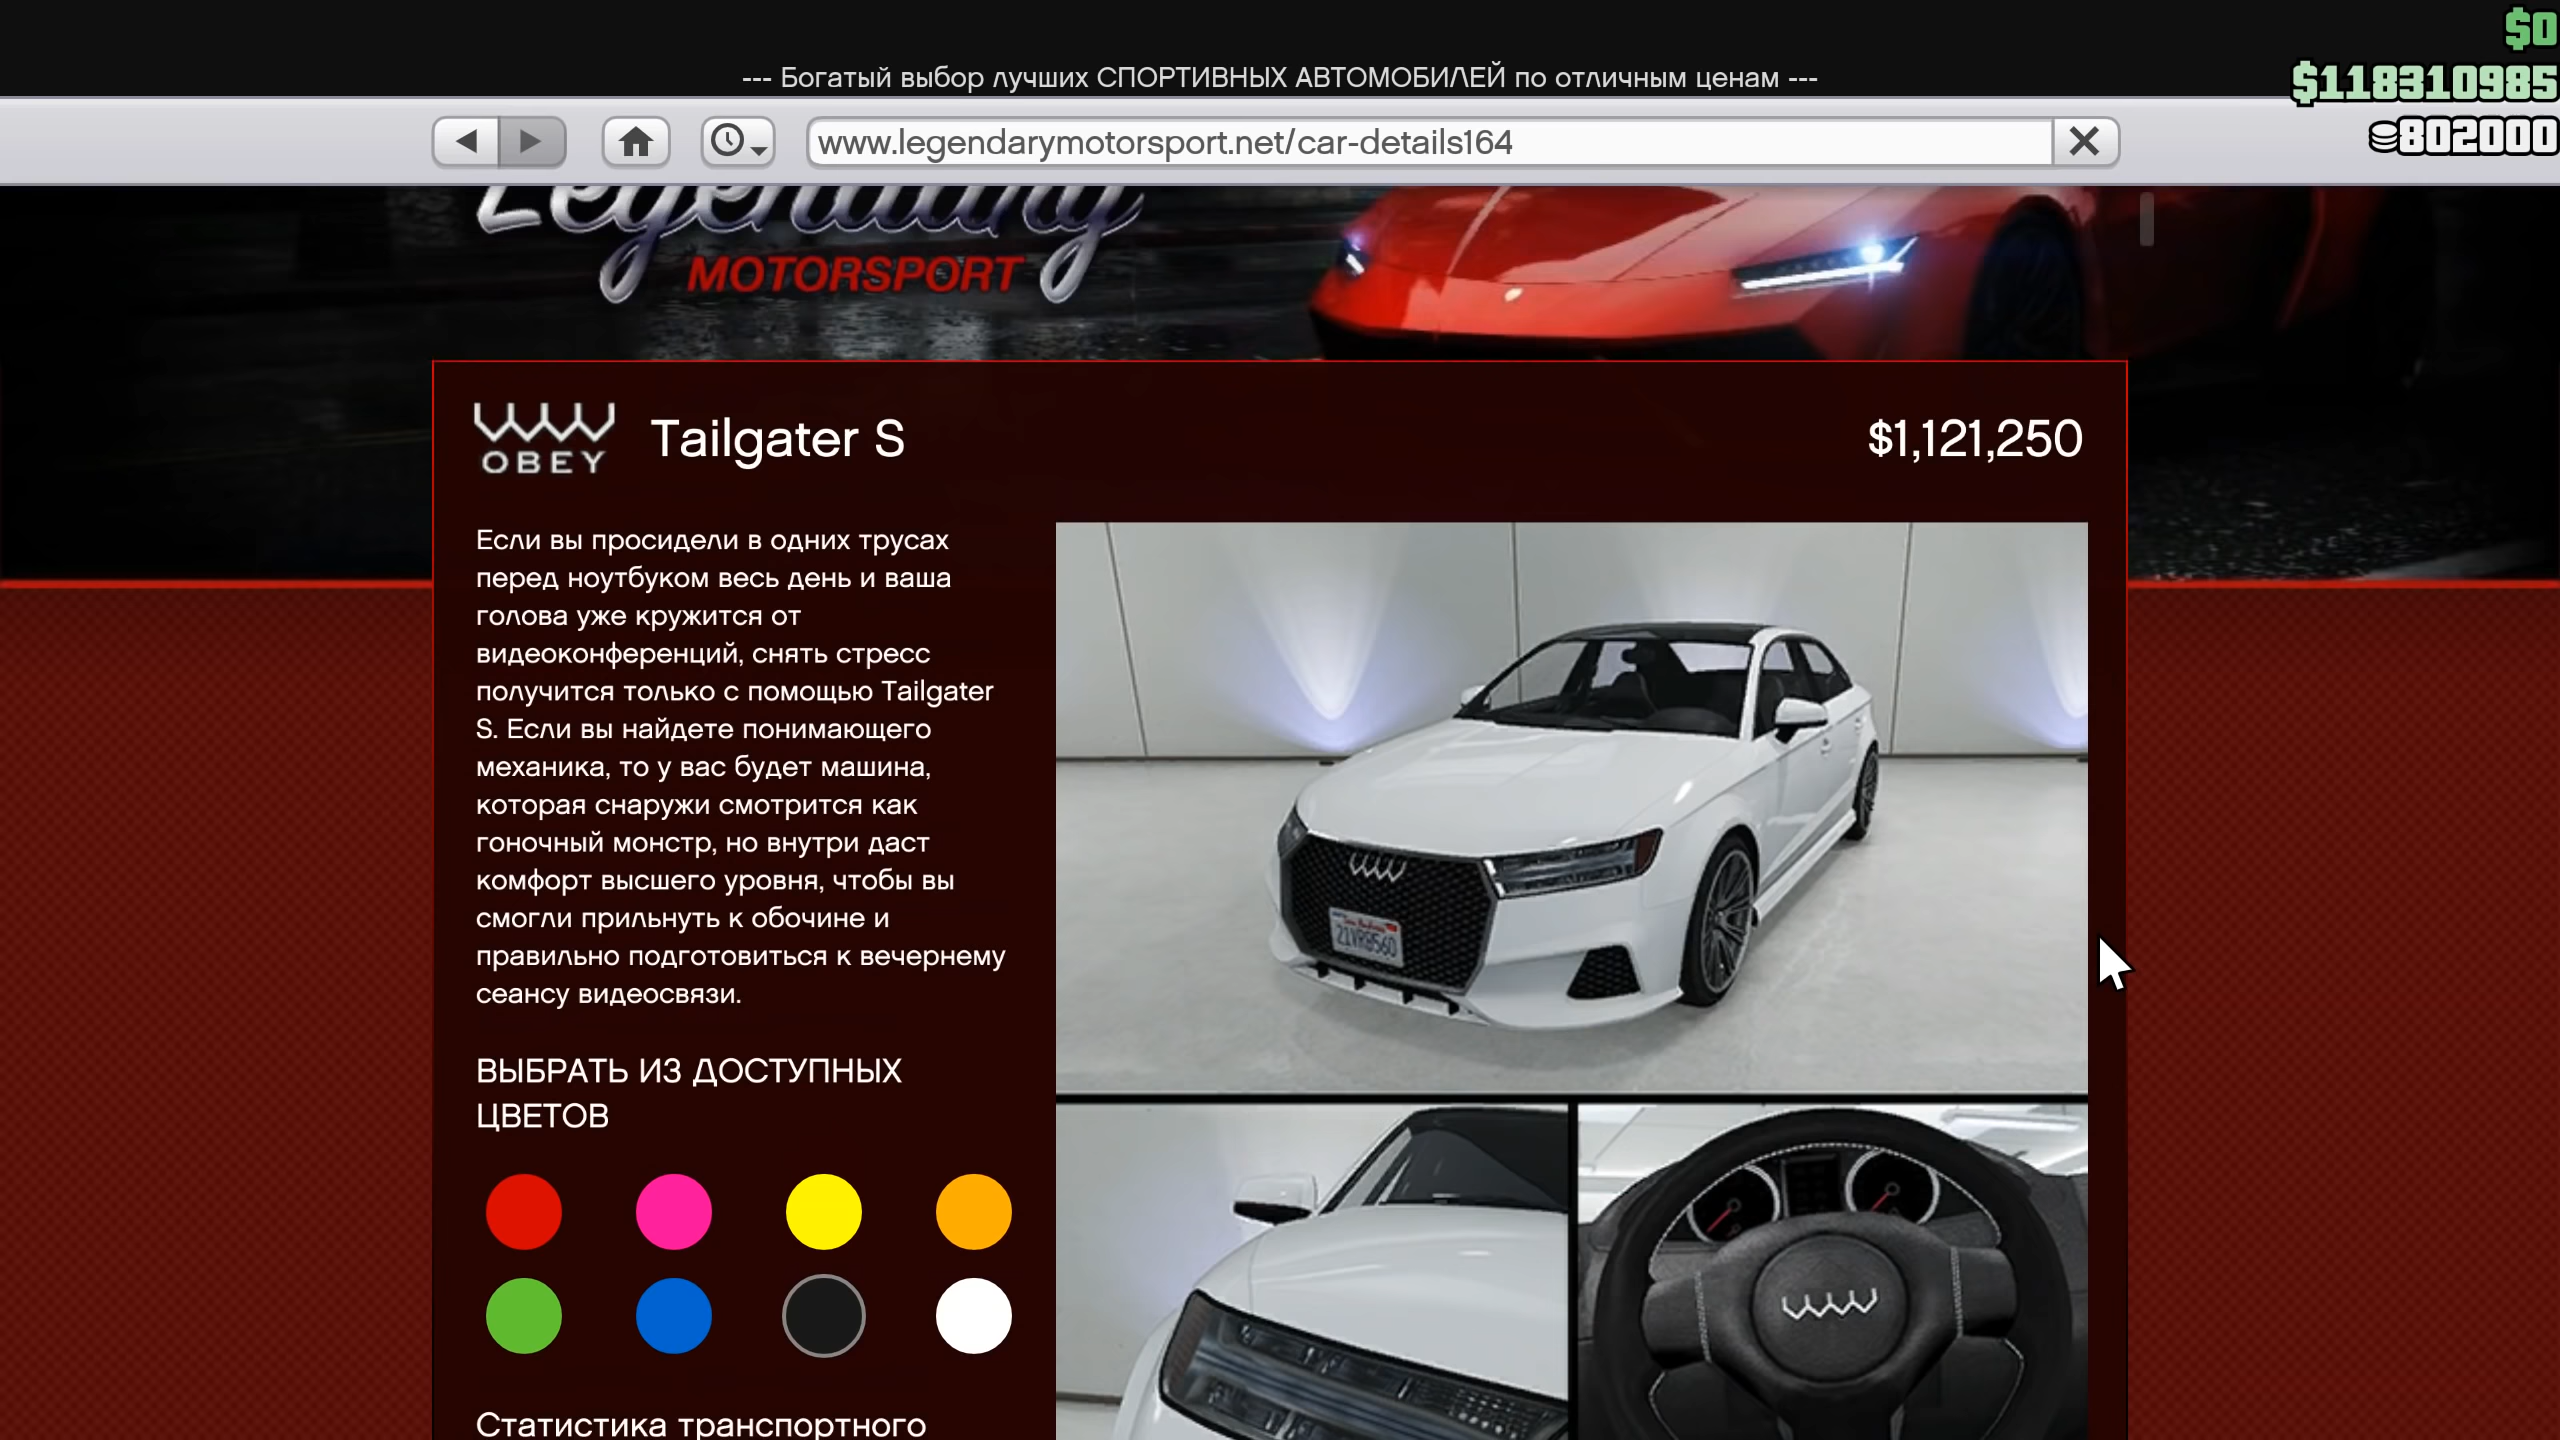 $0
--- Богатый выбор лучших СПОРТИВНЫХ АВТОМОБИЛЕЙ по отличным ценам ---
$118310985
www.legendarymotorsport.net/car-details164
802000
Legendary
MOTORSPORT
OBEY
Tailgater S
$1,121,250
Если вы просидели в одних трусах
перед ноутбуком весь день и ваша
голова уже кружится от
видеоконференций, снять стресс
получится только с помощью Tailgater
S. Если вы найдете понимающего
механика, то у вас будет машина,
которая снаружи смотрится как
гоночный монстр, но внутри даст
комфорт высшего уровня, чтобы вы
смогли прильнуть к обочине и
правильно подготовиться к вечернему
сеансу видеосвязи.
ВЫБРАТЬ ИЗ ДОСТУПНЫХ
ЦВЕТОВ
Статистика транспортного